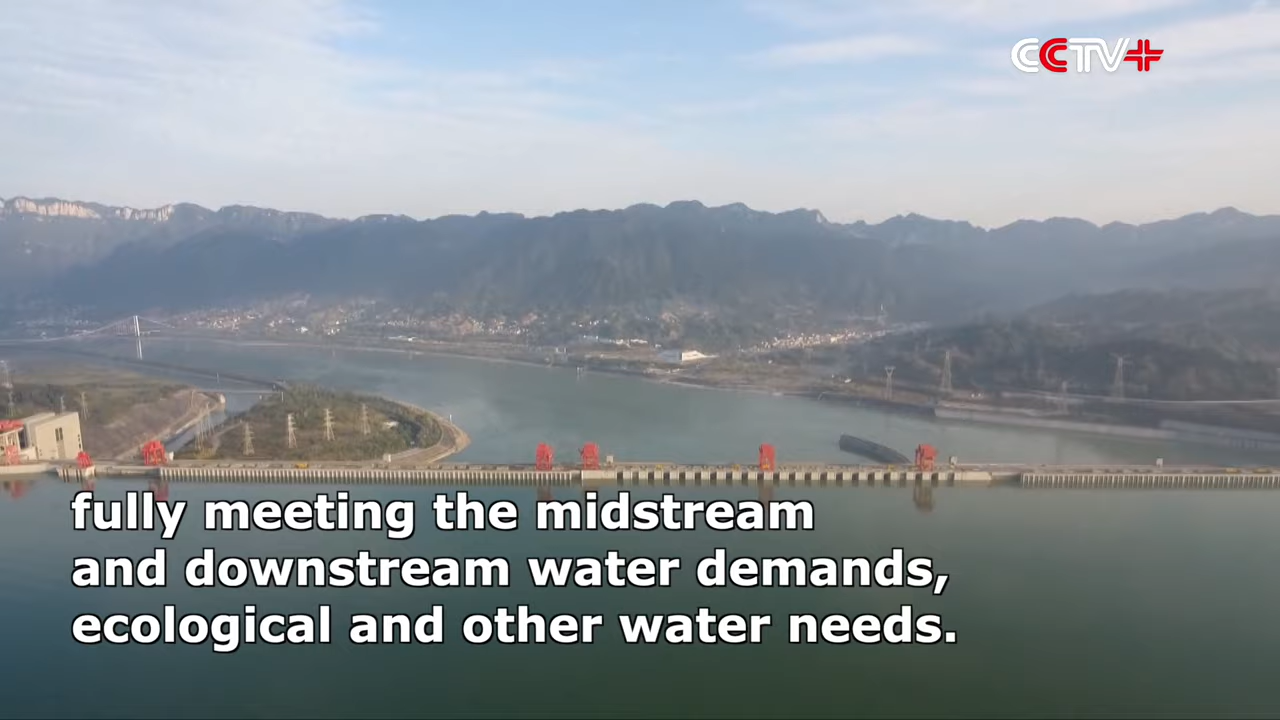 CCTV+
fully meeting the midstream
and downstream water demands,
ecological and other water needs.